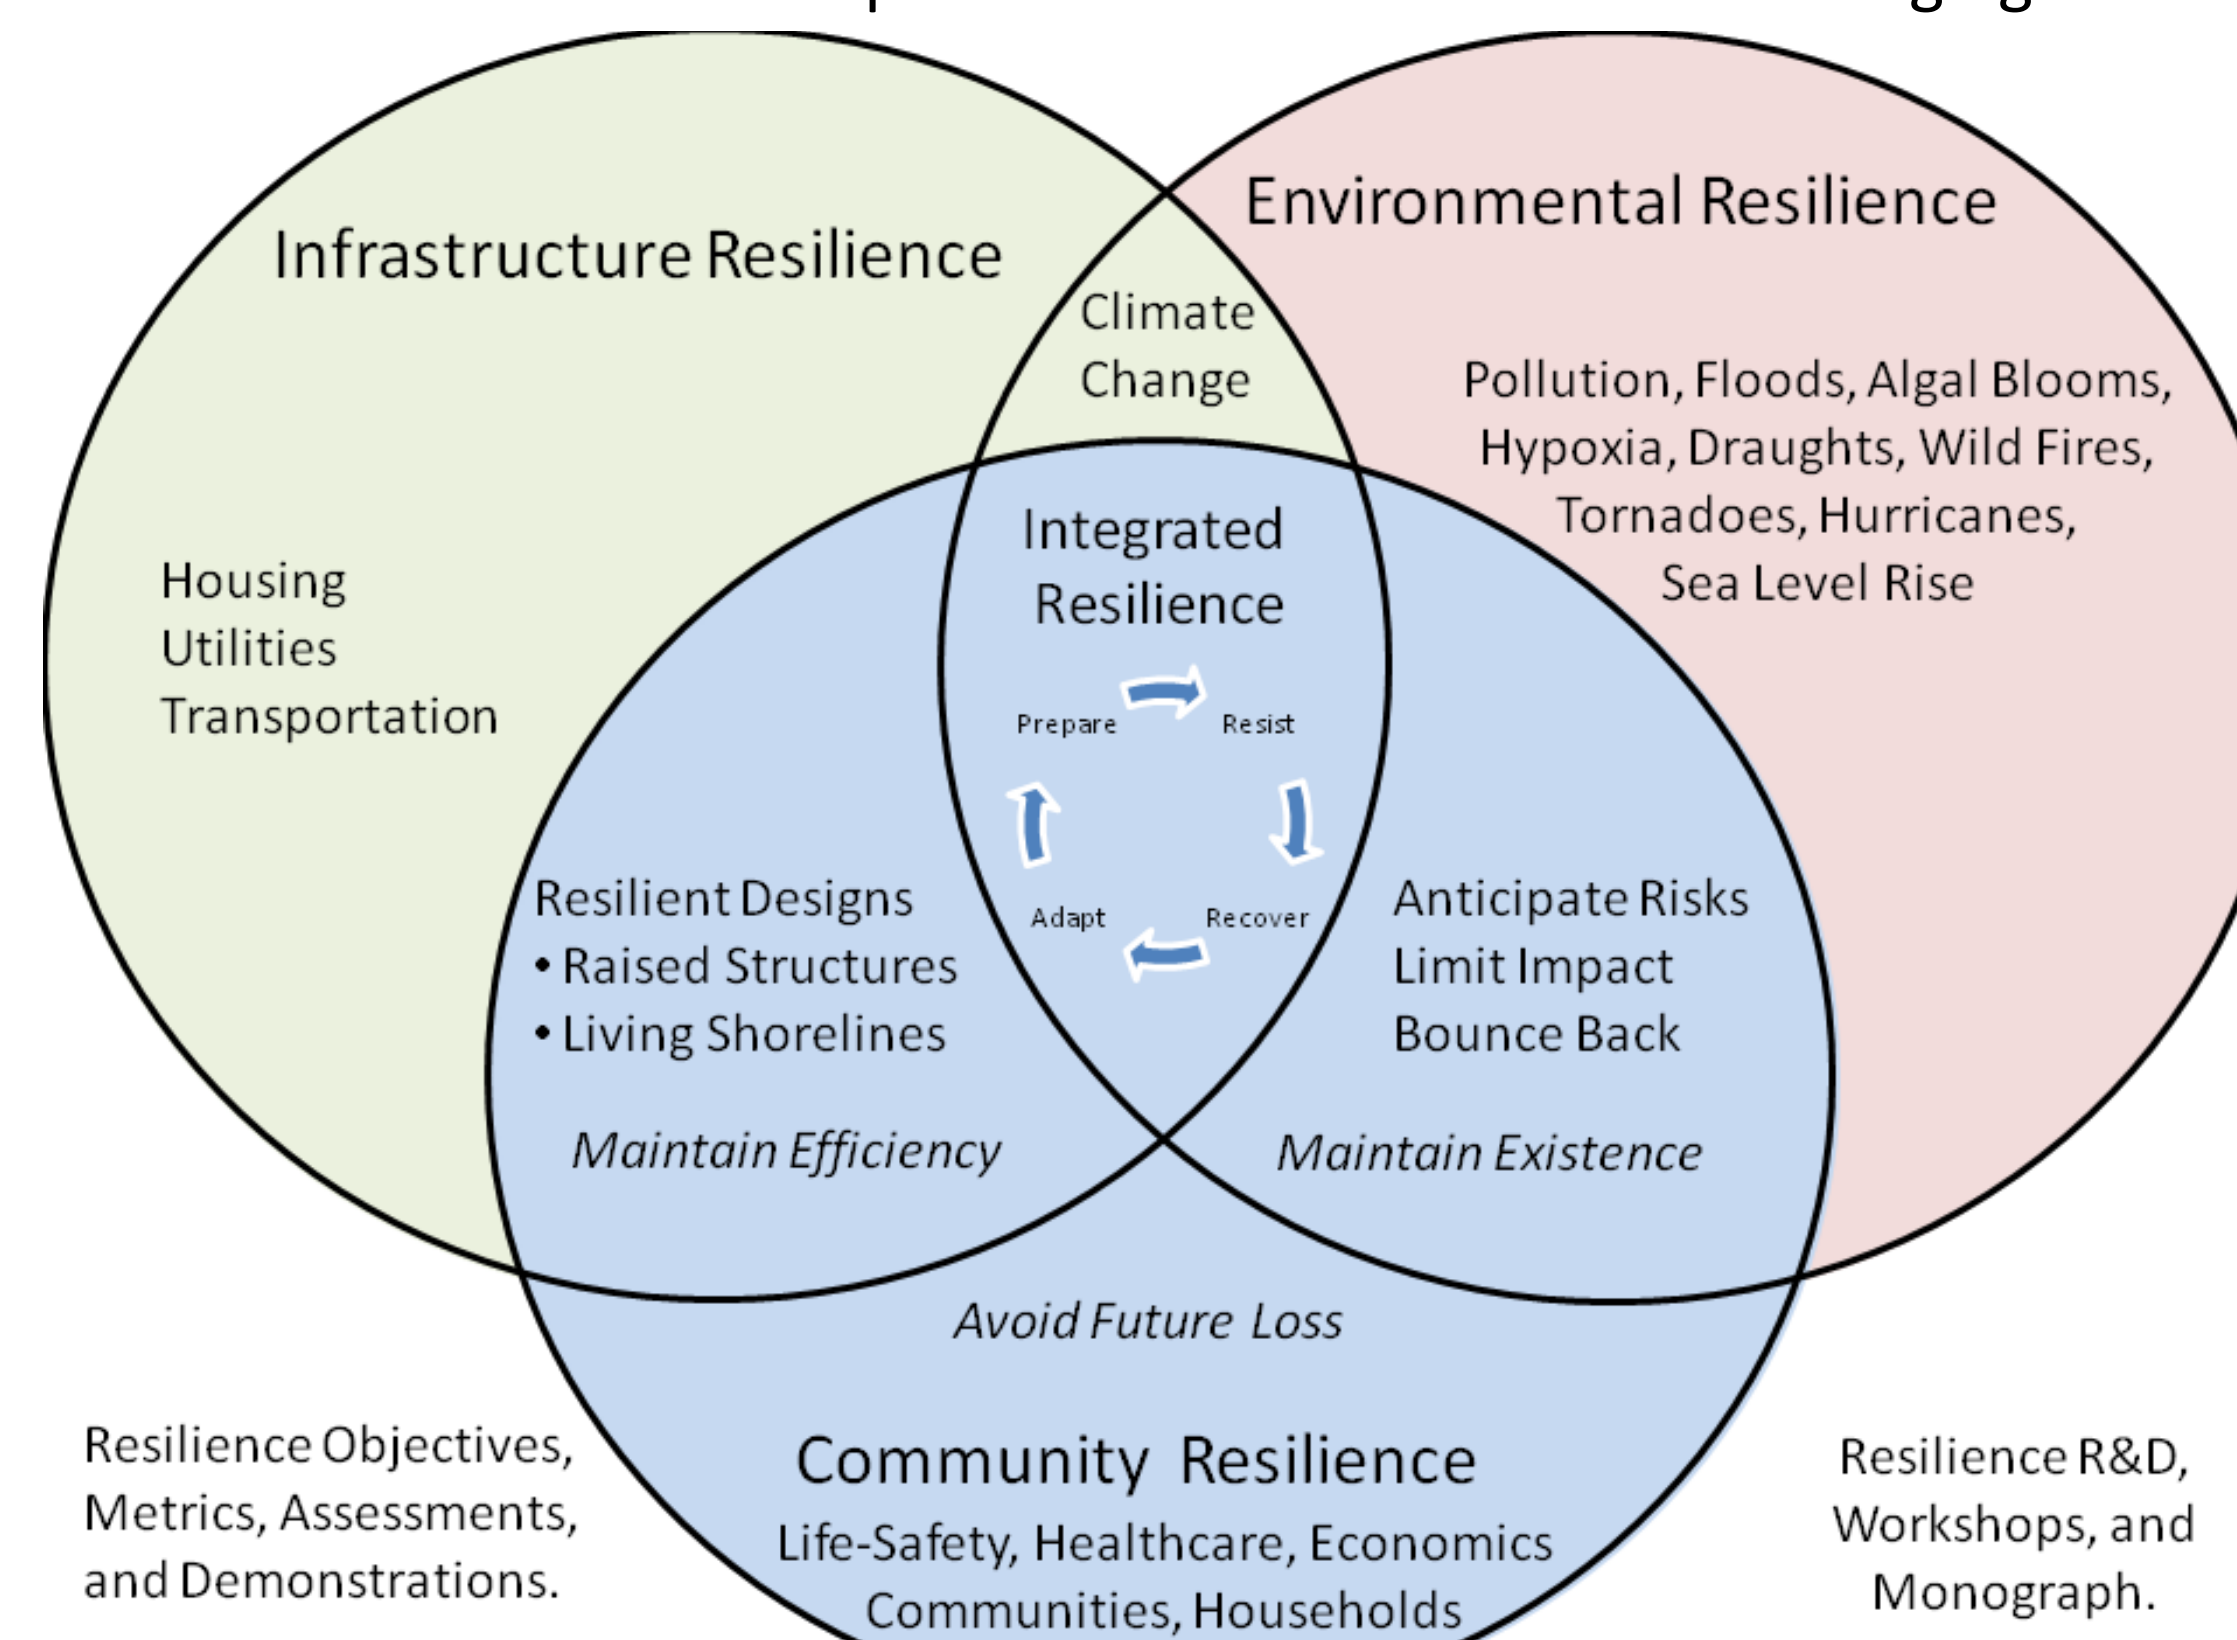 Infrastructure Resilience
Environmental Resilience
Climate
Change
Pollution, Floods, Algal Blooms,
Hypoxia, Draughts, Wild Fires,
Tornadoes, Hurricanes,
Sea Level Rise
Housing
Utilities
Transportation
Integrated
Resilience
Prepare
Resist
Adapt
Recover
Resilient Designs
• Raised Structures
• Living Shorelines
Maintain Efficiency
Anticipate Risks
Limit Impact
Bounce Back
Maintain Existence
Avoid Future Loss
Community Resilience
Life-Safety, Healthcare, Economics
Communities, Households
Resilience Objectives,
Metrics, Assessments,
and Demonstrations.
Resilience R&D,
Workshops, and
Monograph.